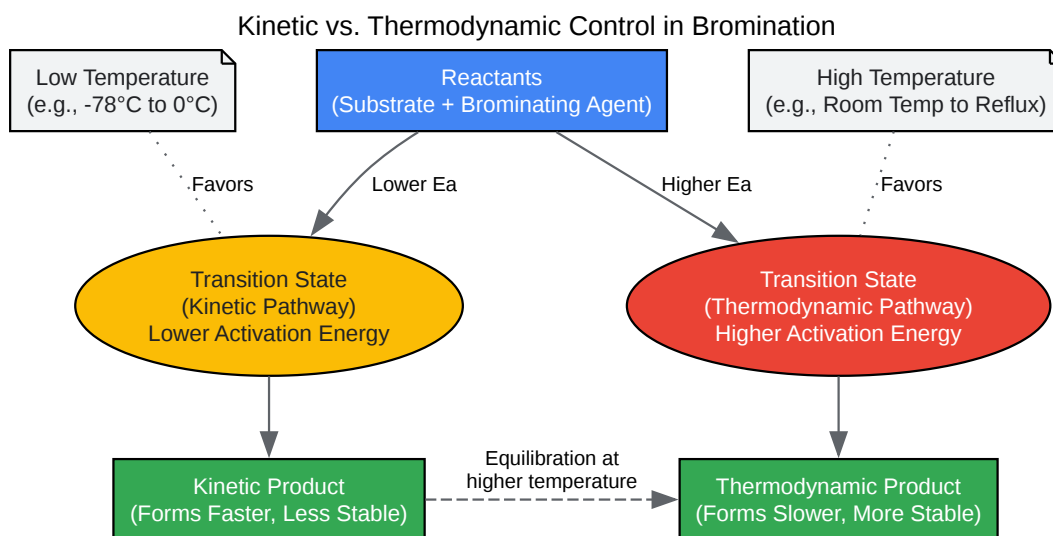 Kinetic vs. Thermodynamic Control in Bromination
Low Temperature
(e.g., -78°C to 0°C)
Reactants
(Substrate + Brominating Agent)
High Temperature
(e.g., Room Temp to Reflux)
Favors
Lower Ea
Higher Ea
Favors
Transition State
(Kinetic Pathway)
Lower Activation Energy
Transition State
(Thermodynamic Pathway)
Higher Activation Energy
Kinetic Product
(Forms Faster, Less Stable)
Equilibration at
higher temperature
Thermodynamic Product
(Forms Slower, More Stable)